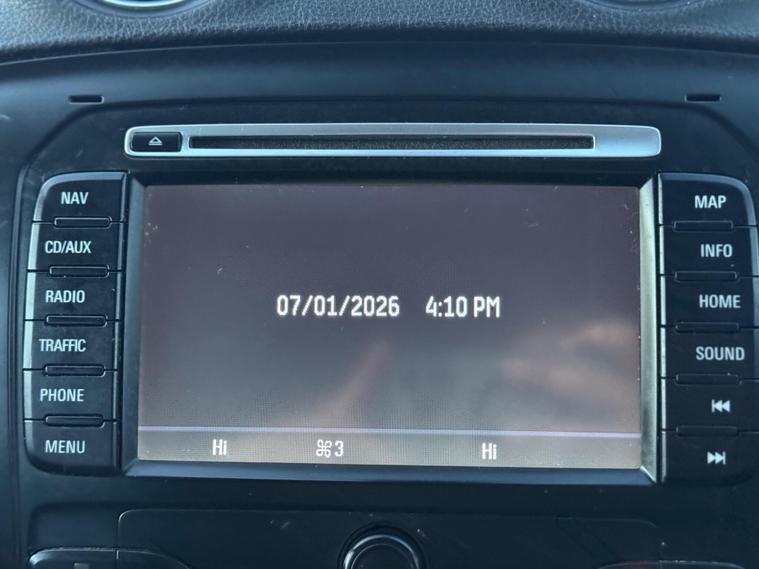 NAV
CD/AUX
RADIO
TRAFFIC
PHONE
MENU
07/01/2026 4:10 PM
Hi 3 Hi
MAP
INFO
HOME
SOUND